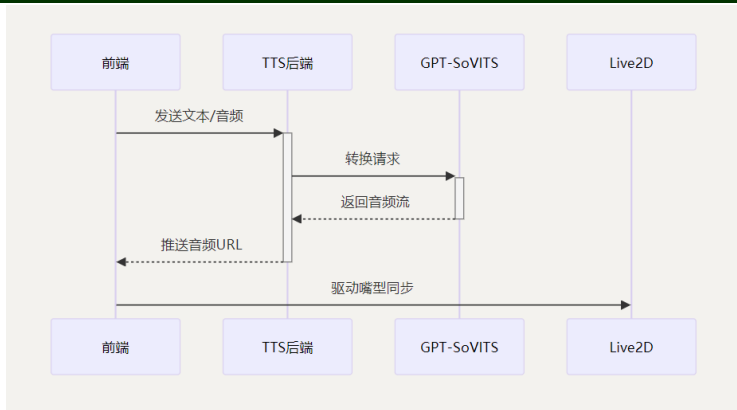 前端
TTS后端
GPT-SoVITS
Live2D
发送文本/音频
转换请求
返回音频流
推送音频URL
驱动嘴型同步
前端
TTS后端
GPT-SoVITS
Live2D